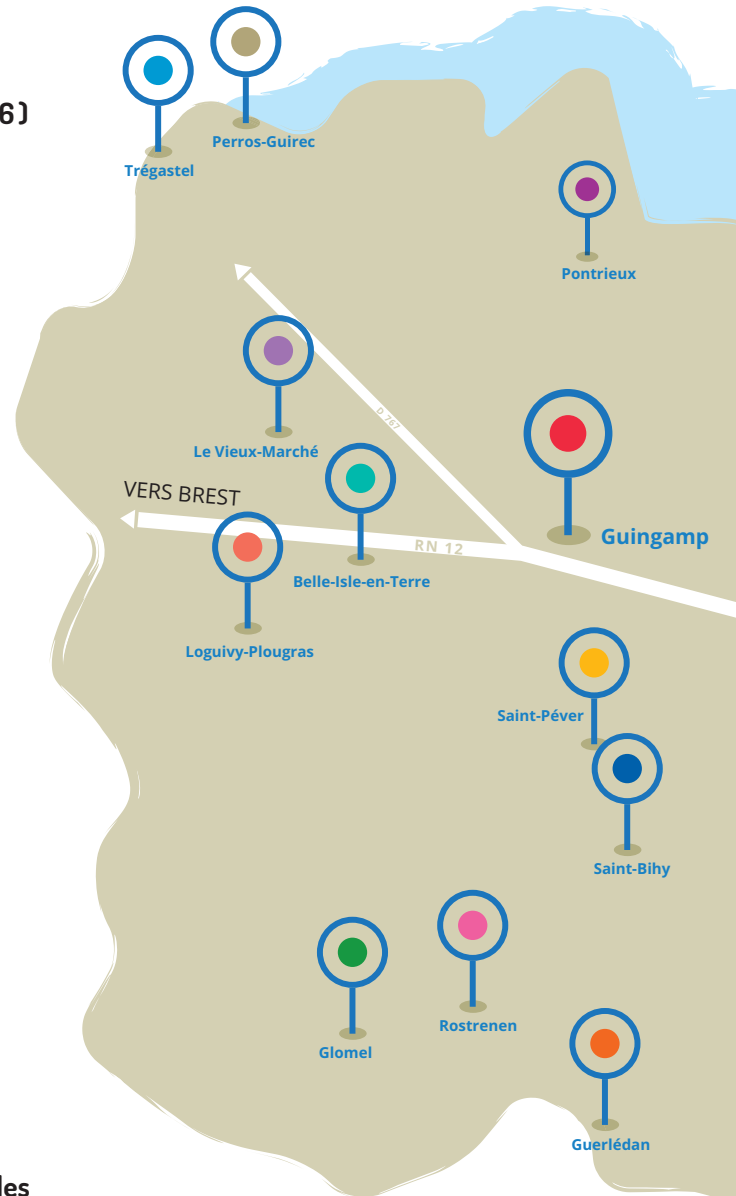 6)
Perros-Guirec
Trégastel
Pontrieux
D 767
Le Vieux-Marché
VERS BREST
Guingamp
RN 12
Belle-Isle-en-Terre
Loguivy-Plougras
Saint-Péver
Saint-Bihy
Rostrenen
Glomel
Guerlédan
les